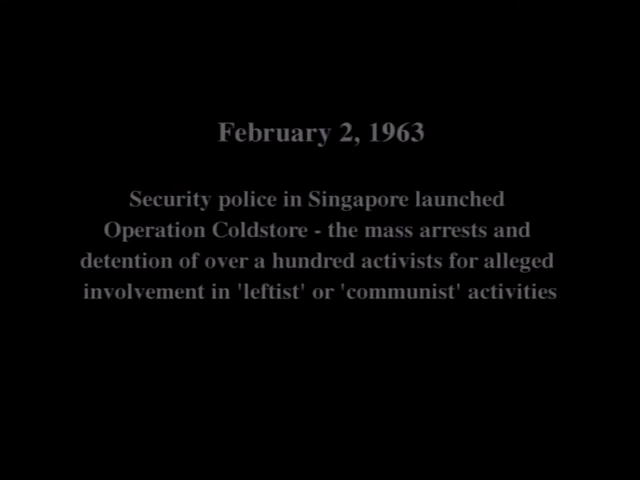 February 2, 1963
Security police in Singapore launched
Operation Coldstore - the mass arrests and
detention of over a hundred activists for alleged
involvement in 'leftist' or 'communist' activities